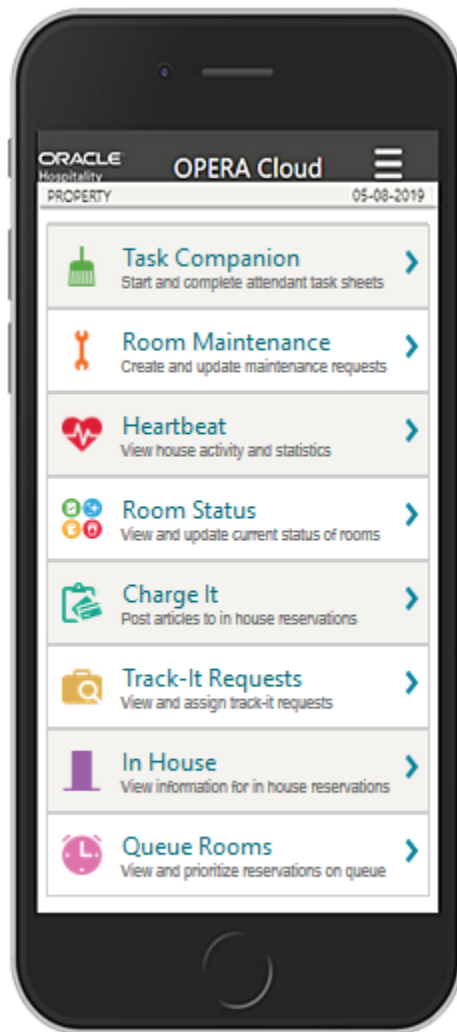 ORACLE
Hospitality
OPERA Cloud
PROPERTY 05-08-2019
Task Companion
Start and complete attendant task sheets
Room Maintenance
Create and update maintenance requests
Heartbeat
View house activity and statistics
Room Status
View and update current status of rooms
Charge It
Post articles to in house reservations
Track-It Requests
View and assign track-it requests
In House
View information for in house reservations
Queue Rooms
View and prioritize reservations on queue